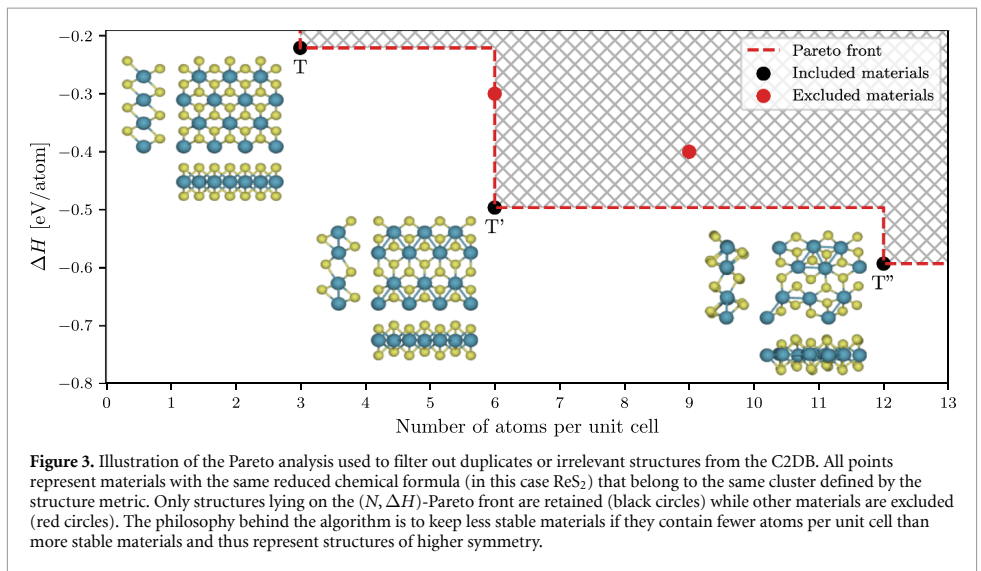 −0.2
−0.3
−0.4
−0.5
−0.6
−0.7
−0.8
ΔH [eV/atom]
T
T'
T''
Pareto front
Included materials
Excluded materials
0 1 2 3 4 5 6 7 8 9 10 11 12 13
Number of atoms per unit cell
Figure 3. Illustration of the Pareto analysis used to filter out duplicates or irrelevant structures from the C2DB. All points
represent materials with the same reduced chemical formula (in this case ReS₂) that belong to the same cluster defined by the
structure metric. Only structures lying on the (N, ΔH)-Pareto front are retained (black circles) while other materials are excluded
(red circles). The philosophy behind the algorithm is to keep less stable materials if they contain fewer atoms per unit cell than
more stable materials and thus represent structures of higher symmetry.